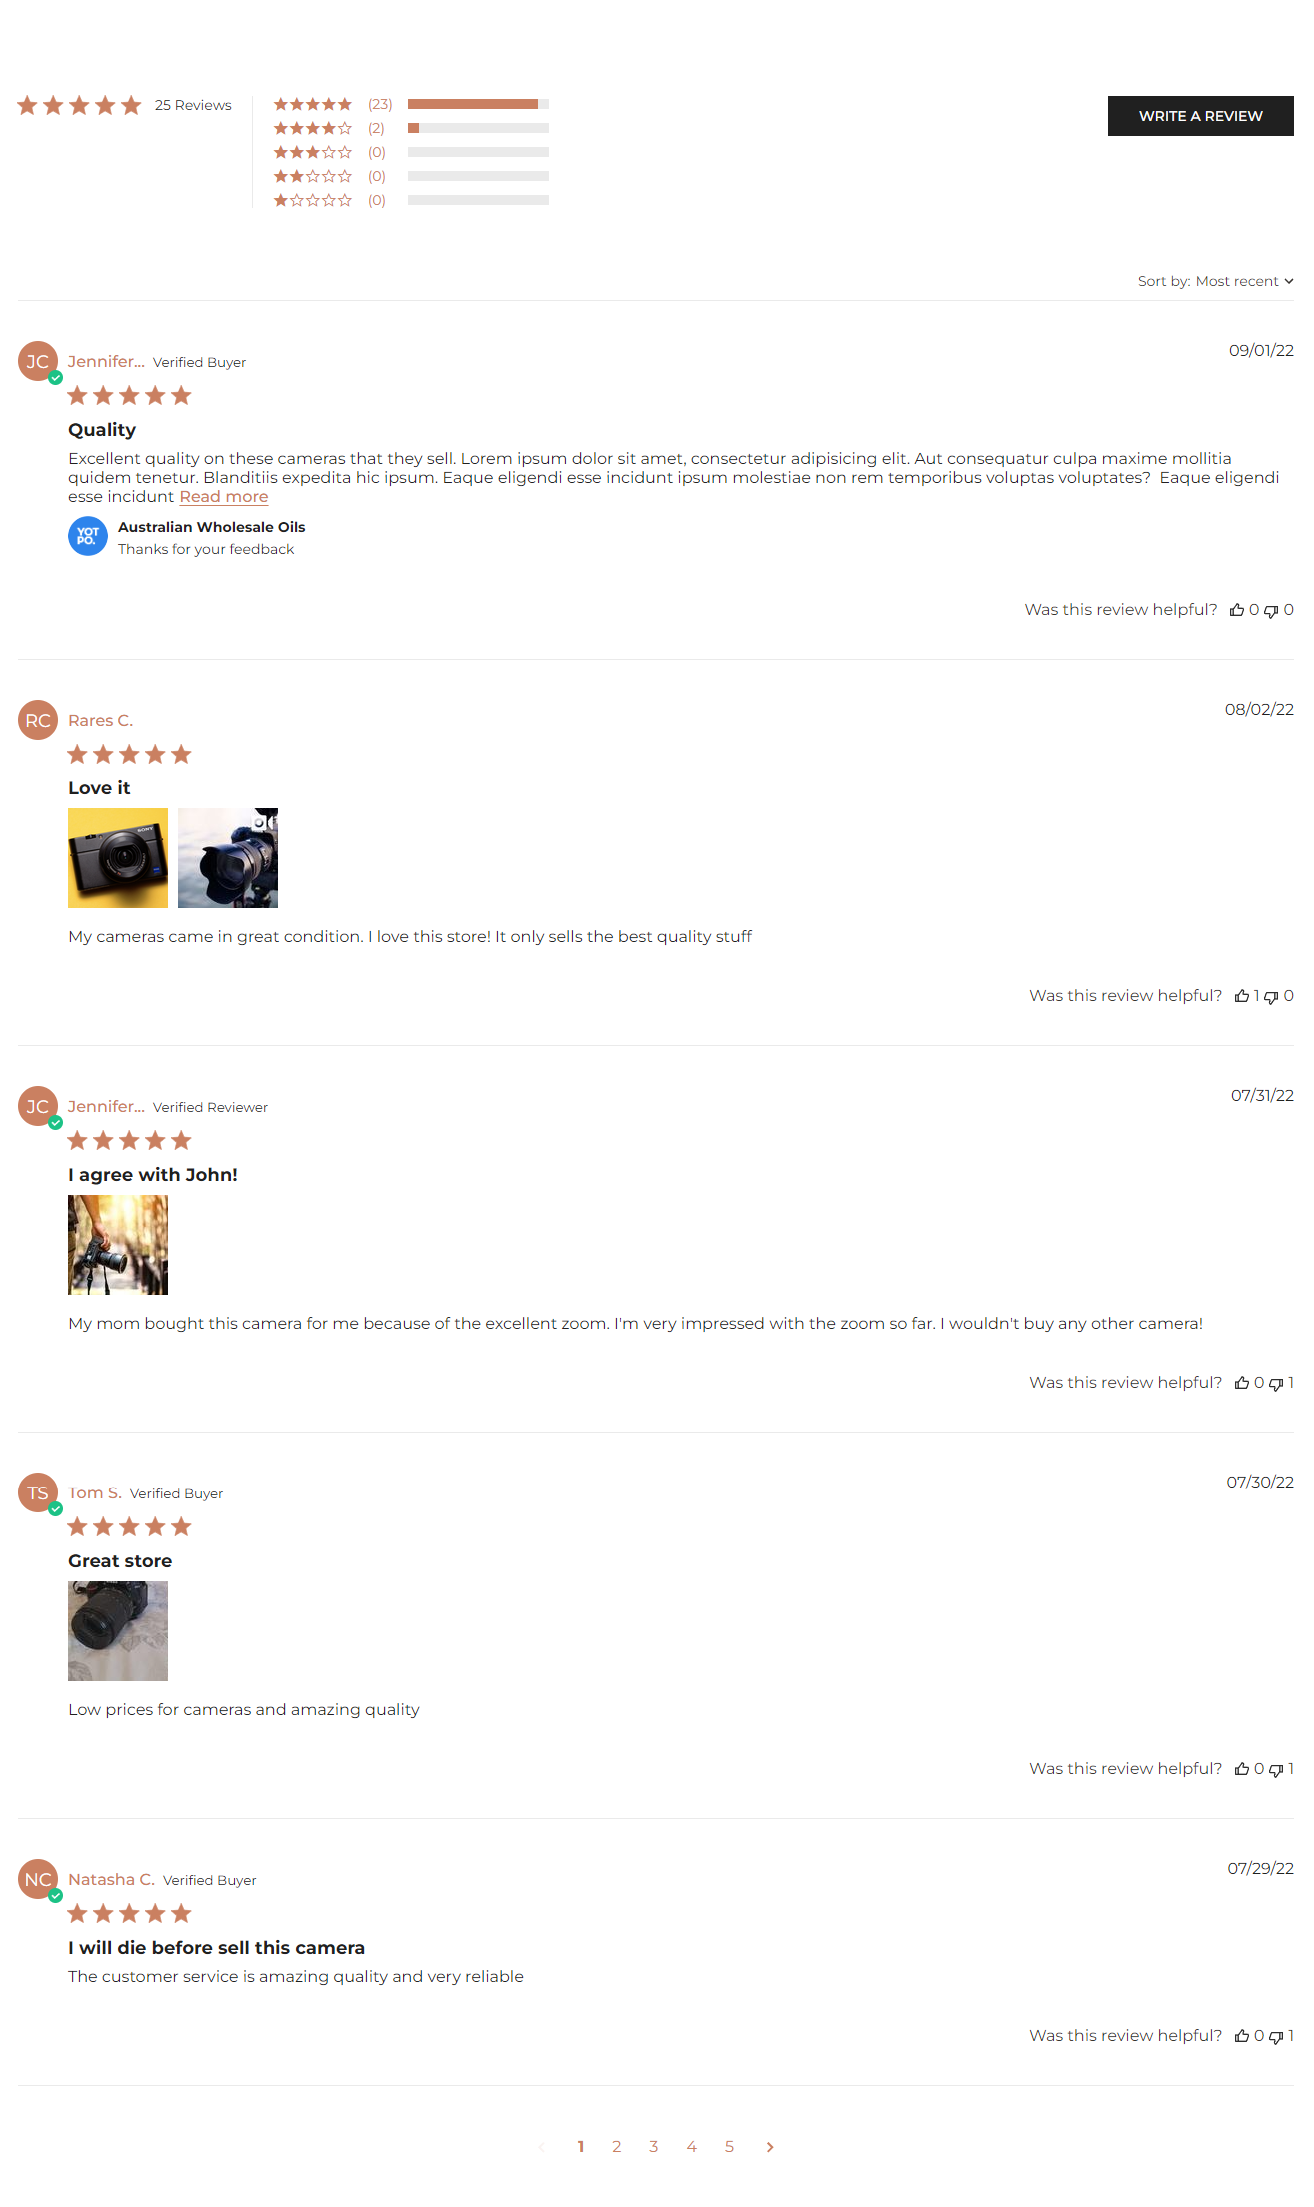 25 Reviews
(23)
(2)
(0)
(0)
(0)
WRITE A REVIEW
Sort by: Most recent
JC
Jennifer... Verified Buyer
09/01/22
Quality
Excellent quality on these cameras that they sell. Lorem ipsum dolor sit amet, consectetur adipisicing elit. Aut consequatur culpa maxime mollitia
quidem tenetur. Blanditiis expedita hic ipsum. Eaque eligendi esse incidunt ipsum molestiae non rem temporibus voluptas voluptates?  Eaque eligendi
esse incidunt Read more
YOT
PO.
Australian Wholesale Oils
Thanks for your feedback
Was this review helpful? 0 0
RC
Rares C.
08/02/22
Love it
SONY
My cameras came in great condition. I love this store! It only sells the best quality stuff
Was this review helpful? 1 0
JC
Jennifer... Verified Reviewer
07/31/22
I agree with John!
My mom bought this camera for me because of the excellent zoom. I'm very impressed with the zoom so far. I wouldn't buy any other camera!
Was this review helpful? 0 1
TS
Tom S. Verified Buyer
07/30/22
Great store
Low prices for cameras and amazing quality
Was this review helpful? 0 1
NC
Natasha C. Verified Buyer
07/29/22
I will die before sell this camera
The customer service is amazing quality and very reliable
Was this review helpful? 0 1
1 2 3 4 5